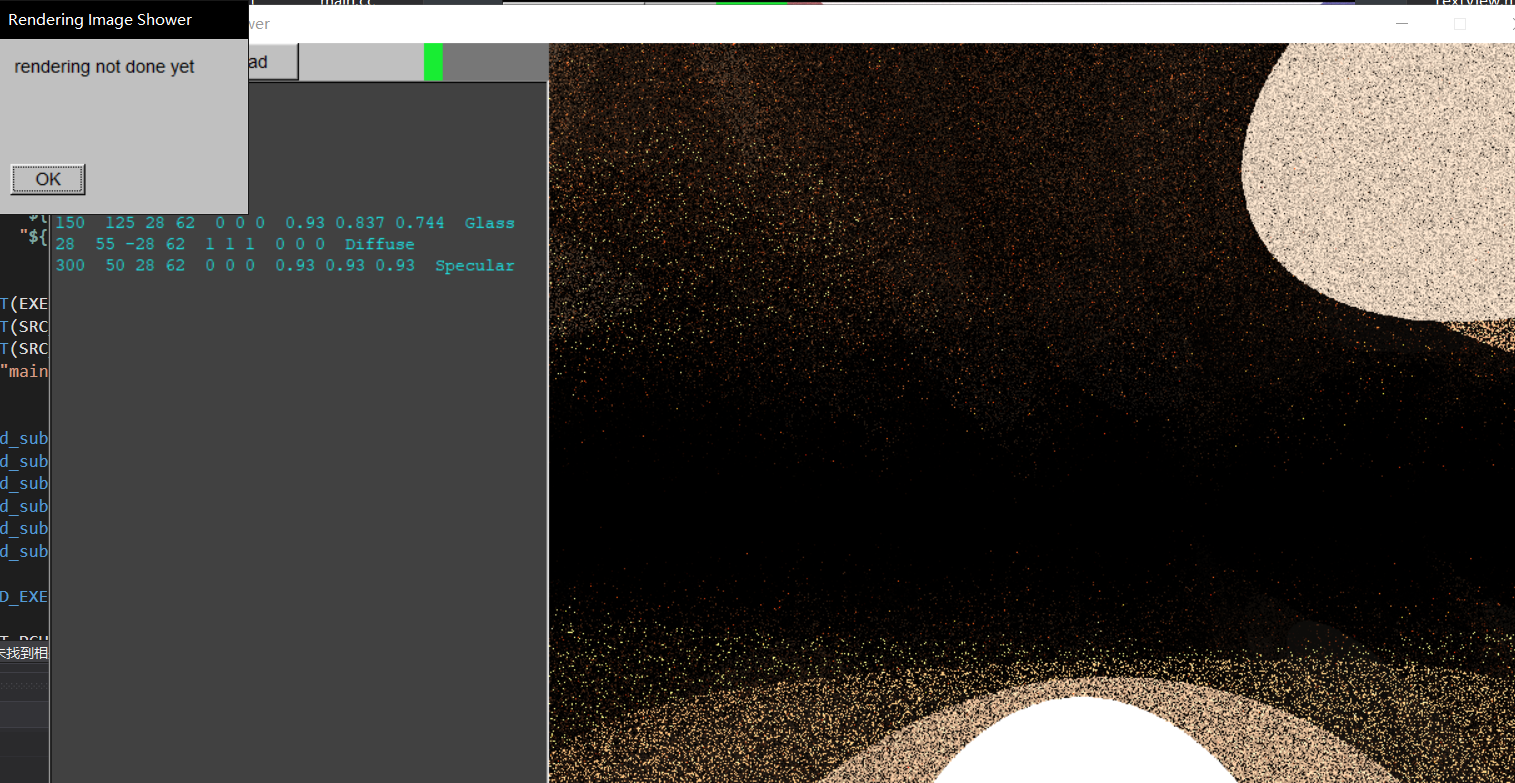 main.cc
Rendering Image Shower
wer
rendering not done yet
ad
OK
"${
150 125 28 62 0 0 0 0.93 0.837 0.744 Glass
28 55 -28 62 1 1 1 0 0 0 Diffuse
300 50 28 62 0 0 0 0.93 0.93 0.93 Specular
T(EXE
T(SRC
T(SRC
"main
d_sub
d_sub
d_sub
d_sub
d_sub
d_sub
D_EXE
未找到相